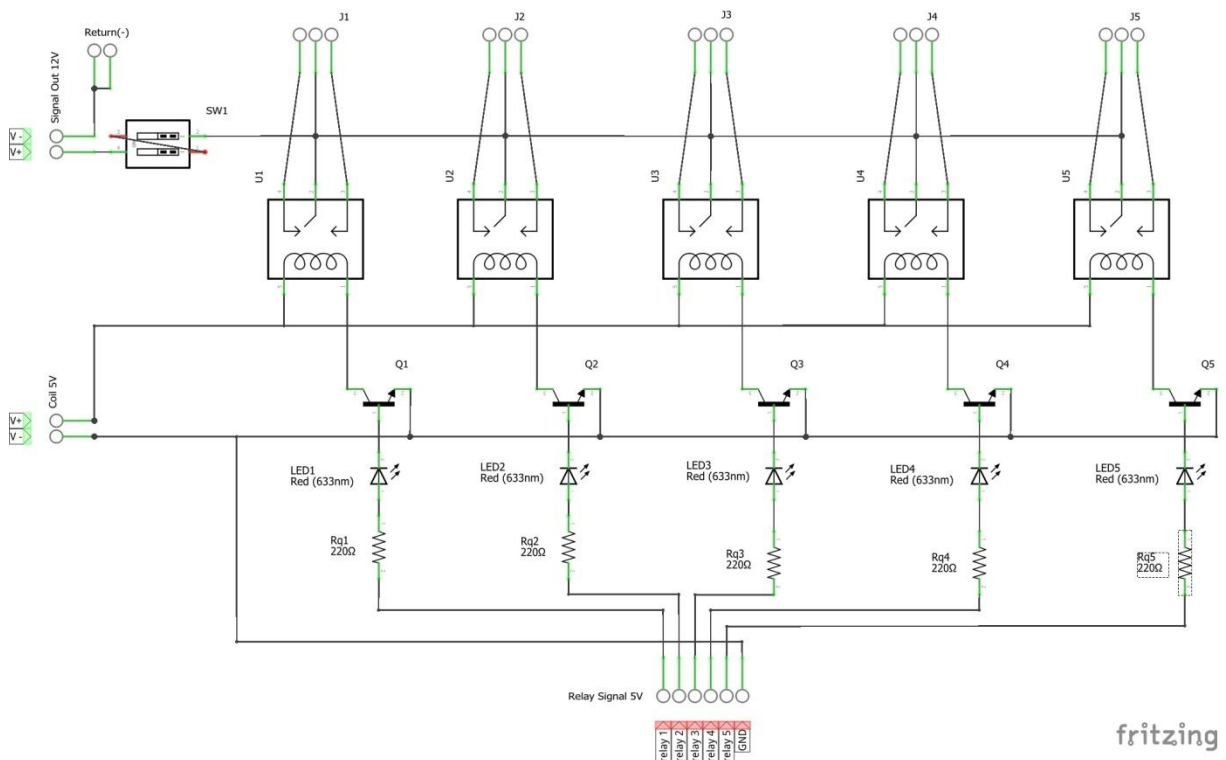 J1
J2
J3
J4
J5
Return(-)
Signal Out 12V
SW1
V -
V+
U1
U2
U3
U4
U5
Q1
Q2
Q3
Q4
Q5
Coil 5V
V+
V -
LED1
Red (633nm)
LED2
Red (633nm)
LED3
Red (633nm)
LED4
Red (633nm)
LED5
Red (633nm)
Rq1
220Ω
Rq2
220Ω
Rq3
220Ω
Rq4
220Ω
Rq5
220Ω
Relay Signal 5V
relay 1
relay 2
relay 3
relay 4
relay 5
GND
fritzing